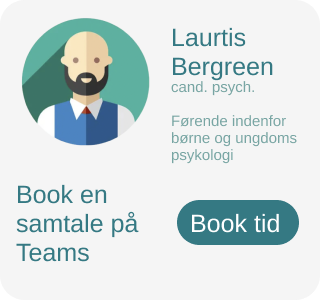 Laurtis
Bergreen
cand. psych.
Førende indenfor
børne og ungdoms
psykologi
Book en
samtale på
Teams
Book tid